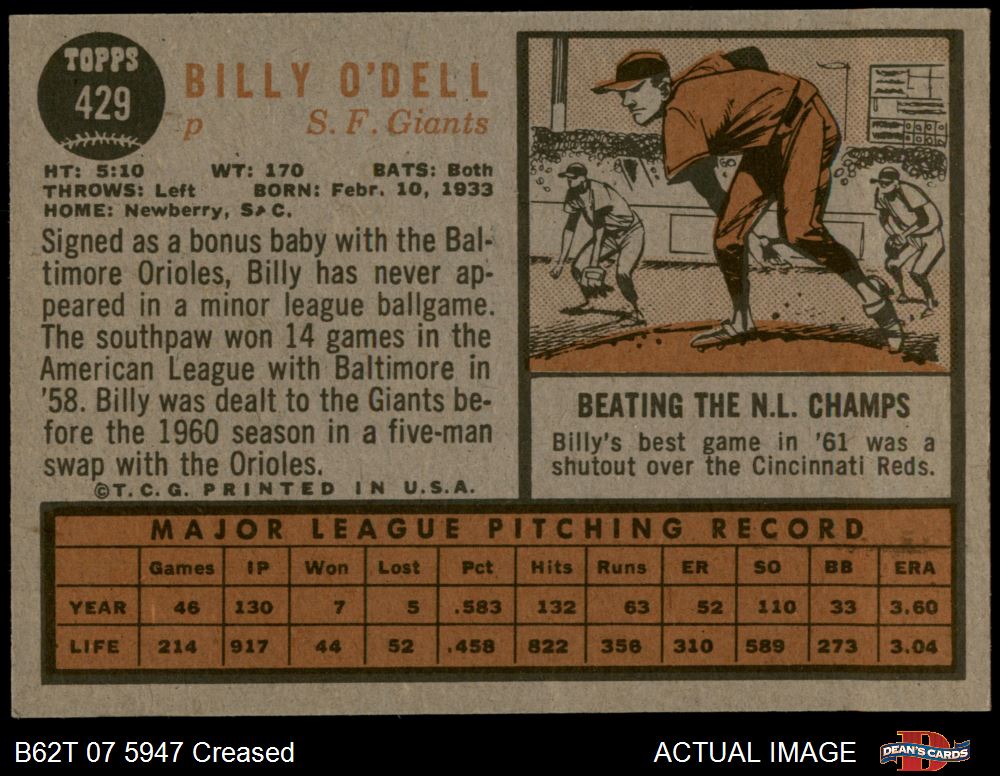 TOPPS
429
BILLY O'DELL
p S. F. Giants
HT: 5:10 WT: 170 BATS: Both
THROWS: Left BORN: Febr. 10, 1933
HOME: Newberry, S. C.
Signed as a bonus baby with the Bal-
timore Orioles, Billy has never ap-
peared in a minor league ballgame.
The southpaw won 14 games in the
American League with Baltimore in
'58. Billy was dealt to the Giants be-
fore the 1960 season in a five-man
swap with the Orioles.
©T. C. G. PRINTED IN U.S.A.
BEATING THE N.L. CHAMPS
Billy's best game in '61 was a
shutout over the Cincinnati Reds.
MAJOR LEAGUE PITCHING RECORD
Games IP Won Lost Pct Hits Runs ER SO BB ERA
YEAR 46 130 7 5 .583 132 63 52 110 33 3.60
LIFE 214 917 44 52 .458 822 356 310 589 273 3.04
B62T 07 5947 Creased ACTUAL IMAGE DEAN'S CARDS